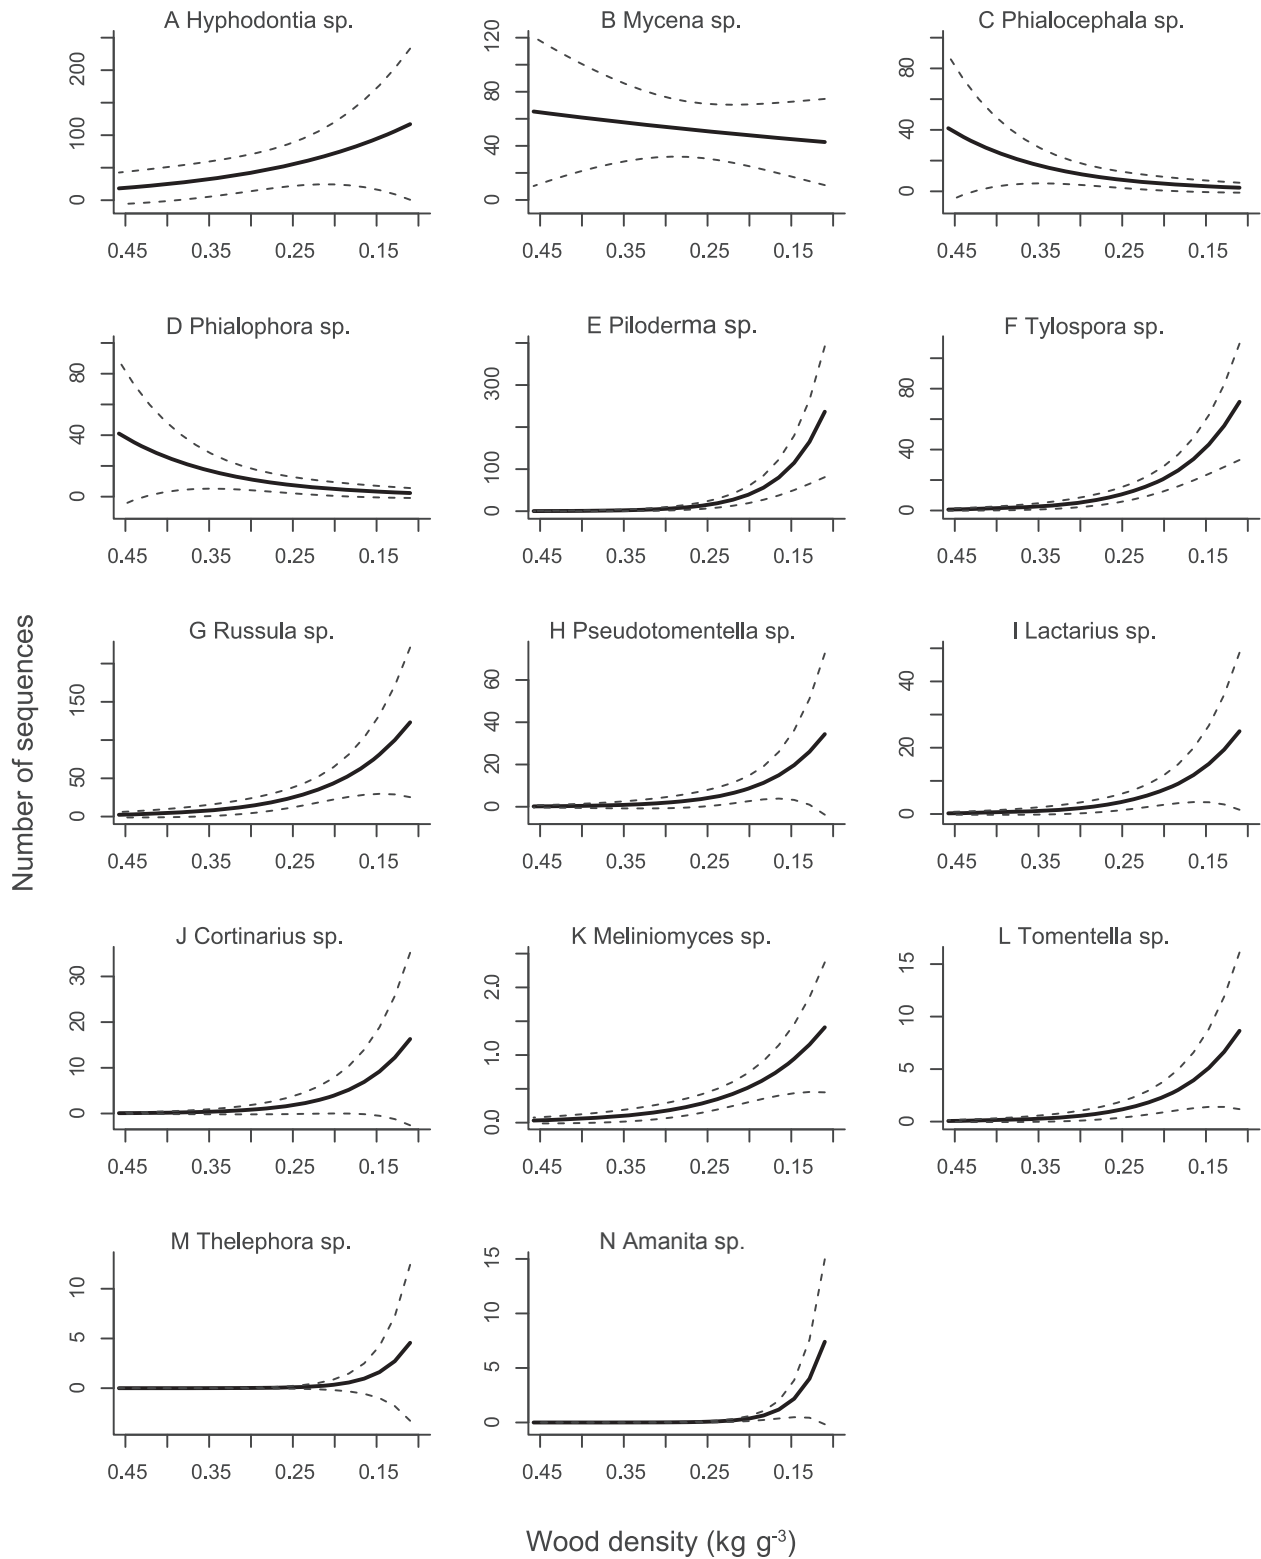 A Hyphodontia sp.
B Mycena sp.
C Phialocephala sp.
200
100
0
120
80
40
0
80
40
0
0.45 0.35 0.25 0.15
0.45 0.35 0.25 0.15
0.45 0.35 0.25 0.15
D Phialophora sp.
E Piloderma sp.
F Tylospora sp.
80
40
0
300
100
0
80
40
0
0.45 0.35 0.25 0.15
0.45 0.35 0.25 0.15
0.45 0.35 0.25 0.15
Number of sequences
G Russula sp.
H Pseudotomentella sp.
I Lactarius sp.
150
50
0
60
40
20
0
40
20
0
0.45 0.35 0.25 0.15
0.45 0.35 0.25 0.15
0.45 0.35 0.25 0.15
J Cortinarius sp.
K Meliniomyces sp.
L Tomentella sp.
30
20
10
0
2.0
1.0
0.0
15
10
5
0
0.45 0.35 0.25 0.15
0.45 0.35 0.25 0.15
0.45 0.35 0.25 0.15
M Thelephora sp.
N Amanita sp.
10
5
0
15
10
5
0
0.45 0.35 0.25 0.15
0.45 0.35 0.25 0.15
Wood density (kg g⁻³)